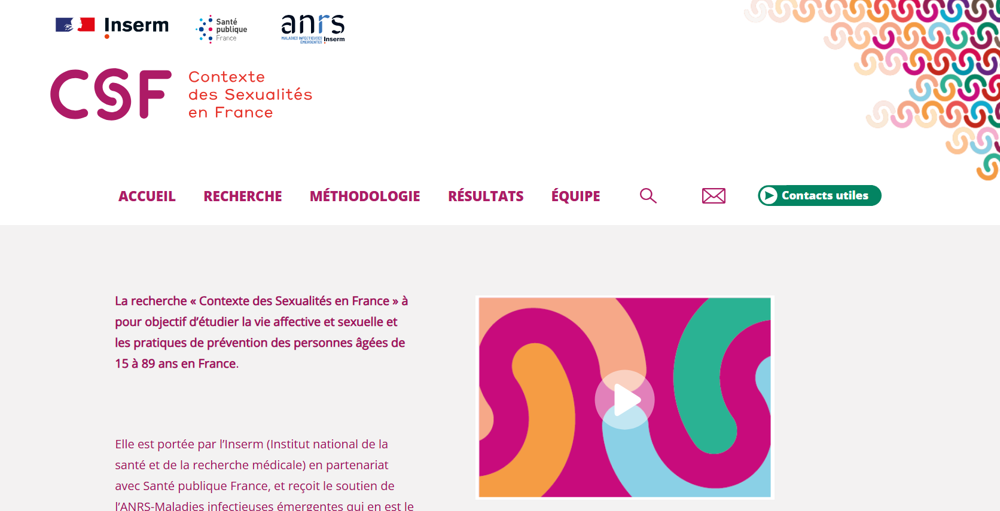 Inserm
Santé
publique
France
anrs
MALADIES INFECTIEUSES
ÉMERGENTES Inserm
CSF
Contexte
des Sexualités
en France
ACCUEIL RECHERCHE MÉTHODOLOGIE RÉSULTATS ÉQUIPE Contacts utiles
La recherche « Contexte des Sexualités en France » à
pour objectif d’étudier la vie affective et sexuelle et
les pratiques de prévention des personnes âgées de
15 à 89 ans en France.
Elle est portée par l’Inserm (Institut national de la
santé et de la recherche médicale) en partenariat
avec Santé publique France, et reçoit le soutien de
l’ANRS-Maladies infectieuses émergentes qui en est le